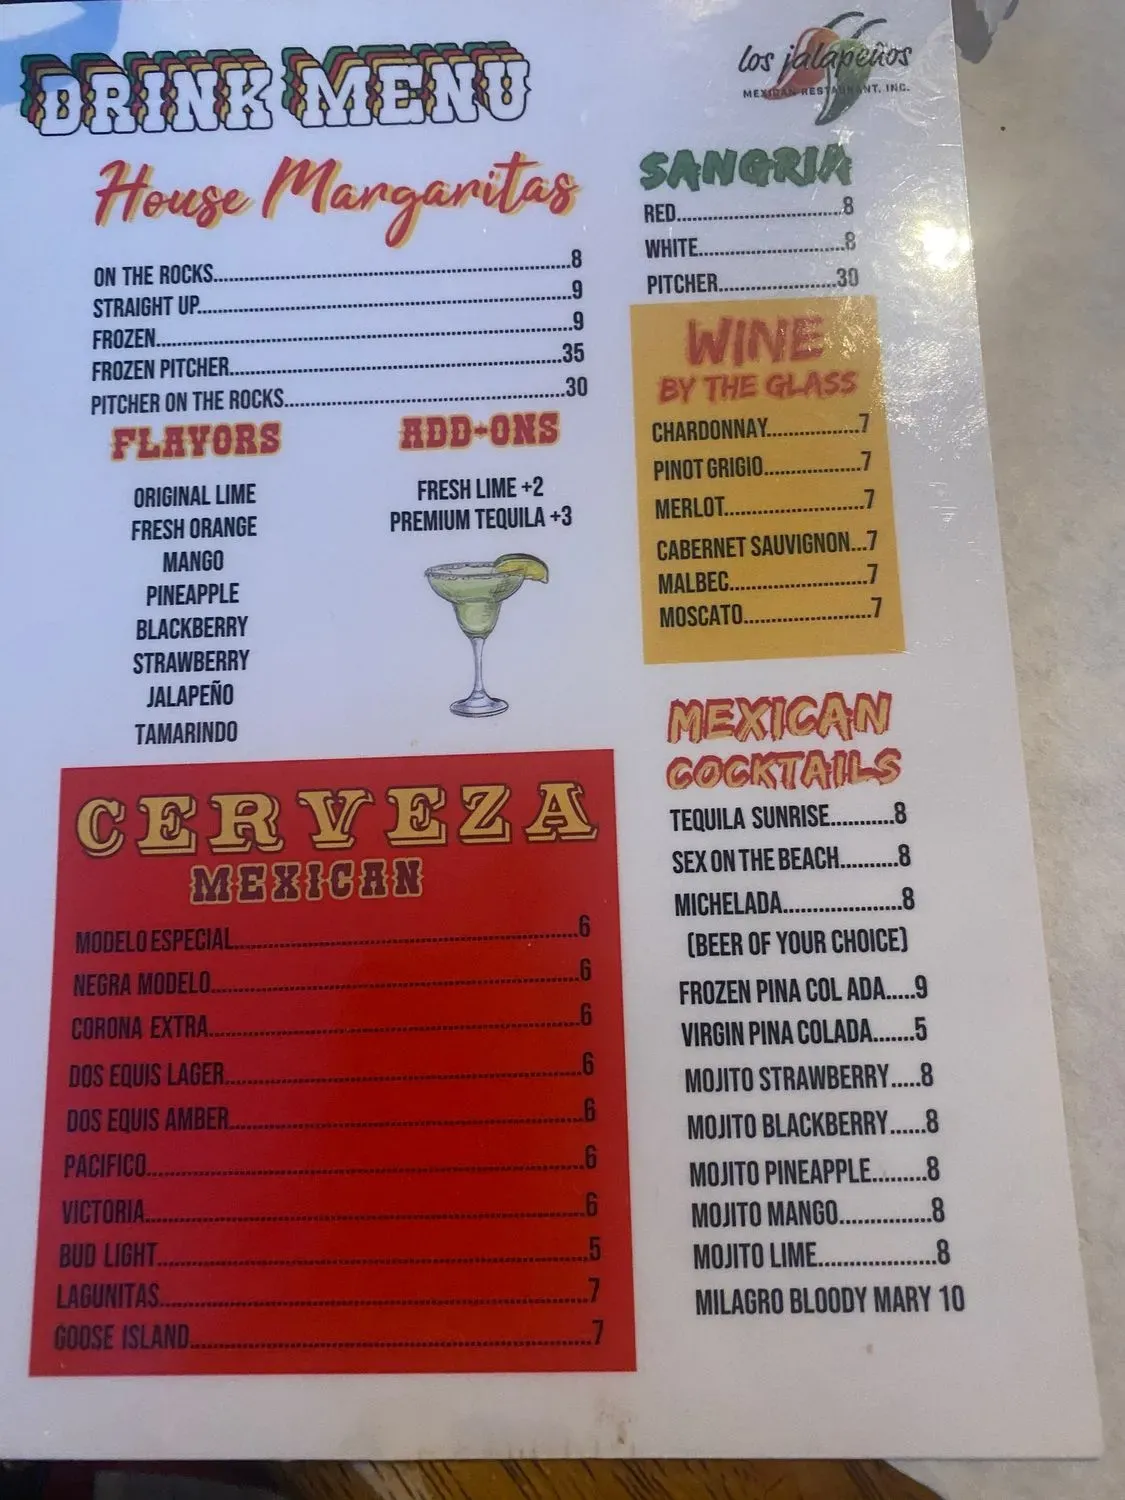 DRINK MENU
los jalapeños
MEXICAN RESTAURANT, INC.
House Margaritas
ON THE ROCKS.....8
STRAIGHT UP.....9
FROZEN.....9
FROZEN PITCHER.....35
PITCHER ON THE ROCKS.....30
FLAVORS
ORIGINAL LIME
FRESH ORANGE
MANGO
PINEAPPLE
BLACKBERRY
STRAWBERRY
JALAPEÑO
TAMARINDO
ADD-ONS
FRESH LIME +2
PREMIUM TEQUILA +3
CERVEZA
MEXICAN
MODELO ESPECIAL.....6
NEGRA MODELO.....6
CORONA EXTRA.....6
DOS EQUIS LAGER.....6
DOS EQUIS AMBER.....6
PACIFICO.....6
VICTORIA.....6
BUD LIGHT.....5
LAGUNITAS.....7
GOOSE ISLAND.....7
SANGRIA
RED.....8
WHITE.....8
PITCHER.....30
WINE
BY THE GLASS
CHARDONNAY.....7
PINOT GRIGIO.....7
MERLOT.....7
CABERNET SAUVIGNON...7
MALBEC.....7
MOSCATO.....7
MEXICAN
COCKTAILS
TEQUILA SUNRISE.....8
SEX ON THE BEACH.....8
MICHELADA.....8
(BEER OF YOUR CHOICE)
FROZEN PINA COL ADA.....9
VIRGIN PINA COLADA.....5
MOJITO STRAWBERRY.....8
MOJITO BLACKBERRY.....8
MOJITO PINEAPPLE.....8
MOJITO MANGO.....8
MOJITO LIME.....8
MILAGRO BLOODY MARY 10